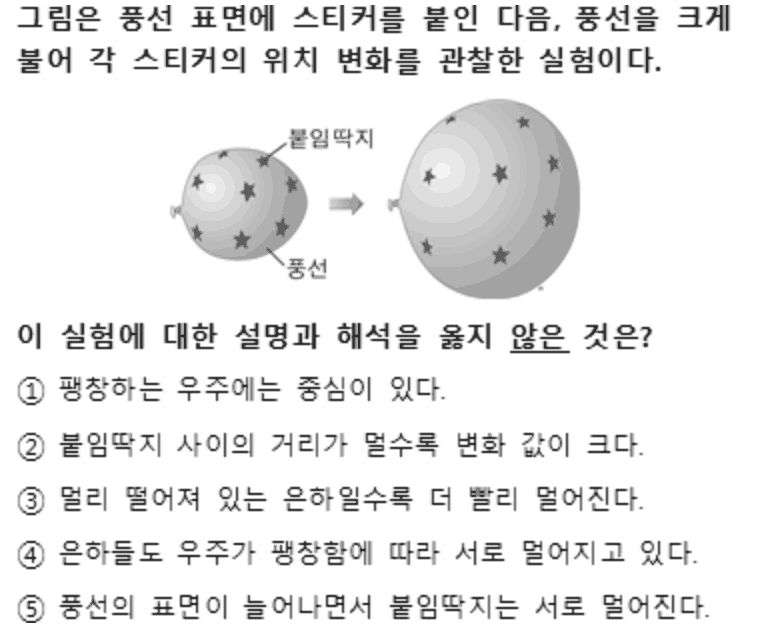 그림은 풍선 표면에 스티커를 붙인 다음, 풍선을 크게
불어 각 스티커의 위치 변화를 관찰한 실험이다.
붙임딱지
풍선
이 실험에 대한 설명과 해석을 옳지 않은 것은?
① 팽창하는 우주에는 중심이 있다.
② 붙임딱지 사이의 거리가 멀수록 변화 값이 크다.
③ 멀리 떨어져 있는 은하일수록 더 빨리 멀어진다.
④ 은하들도 우주가 팽창함에 따라 서로 멀어지고 있다.
⑤ 풍선의 표면이 늘어나면서 붙임딱지는 서로 멀어진다.